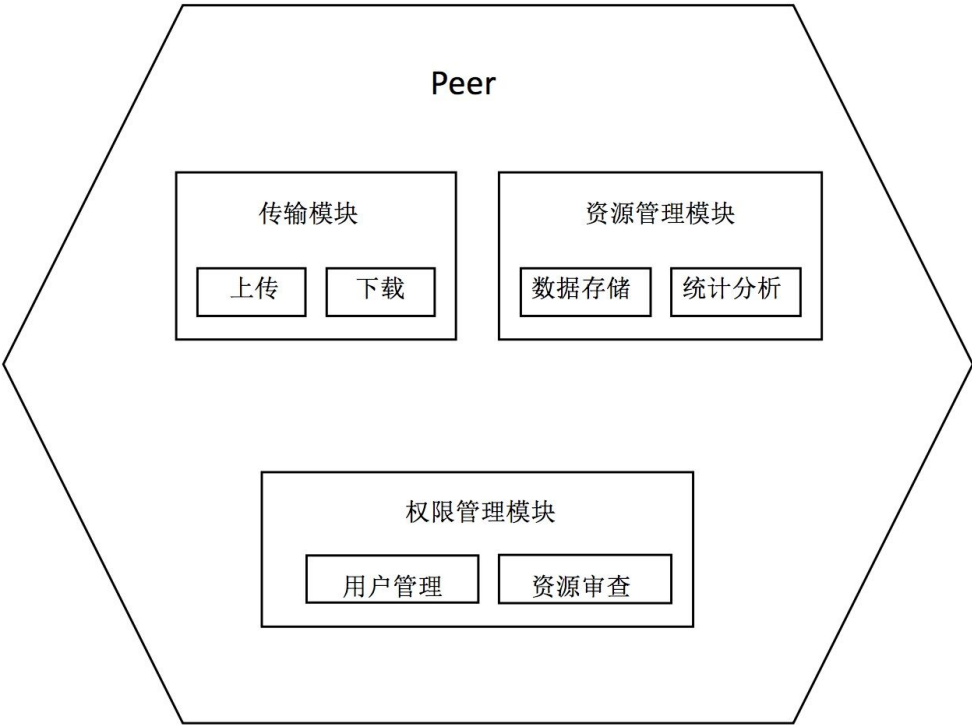 Peer
传输模块
上传
下载
资源管理模块
数据存储
统计分析
权限管理模块
用户管理
资源审查